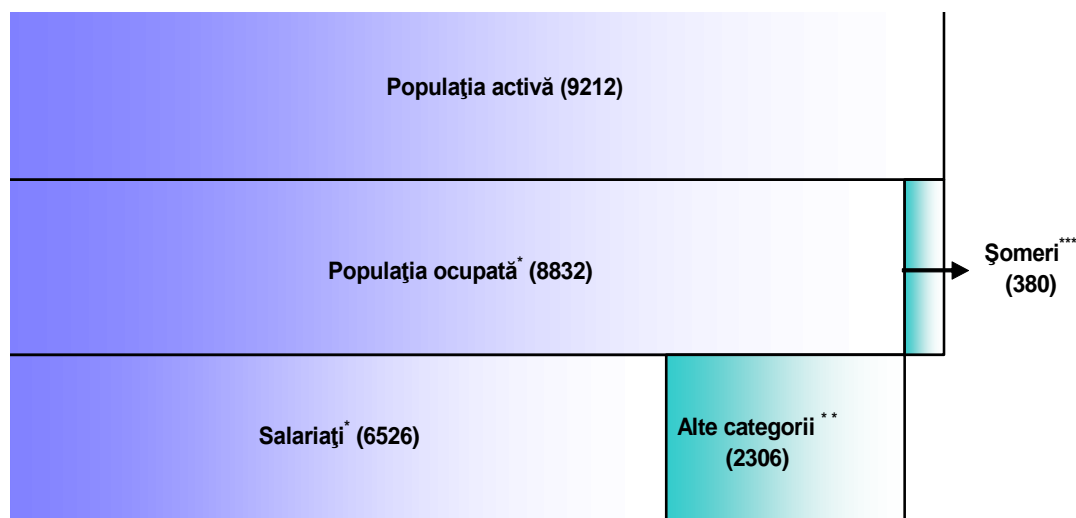 Populaţia activă (9212)
Populaţia ocupată* (8832)
Şomeri***
(380)
Salariaţi* (6526)
Alte categorii **
(2306)